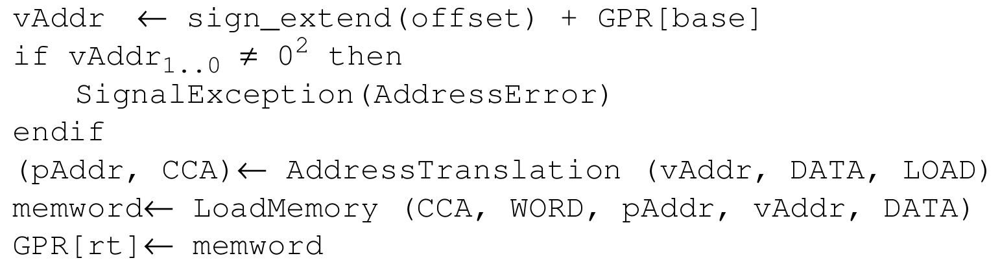 vAddr ← sign_extend(offset) + GPR[base]
if vAddr₁..₀ ≠ 0² then
SignalException(AddressError)
endif
(pAddr, CCA)← AddressTranslation (vAddr, DATA, LOAD)
memword← LoadMemory (CCA, WORD, pAddr, vAddr, DATA)
GPR[rt]← memword